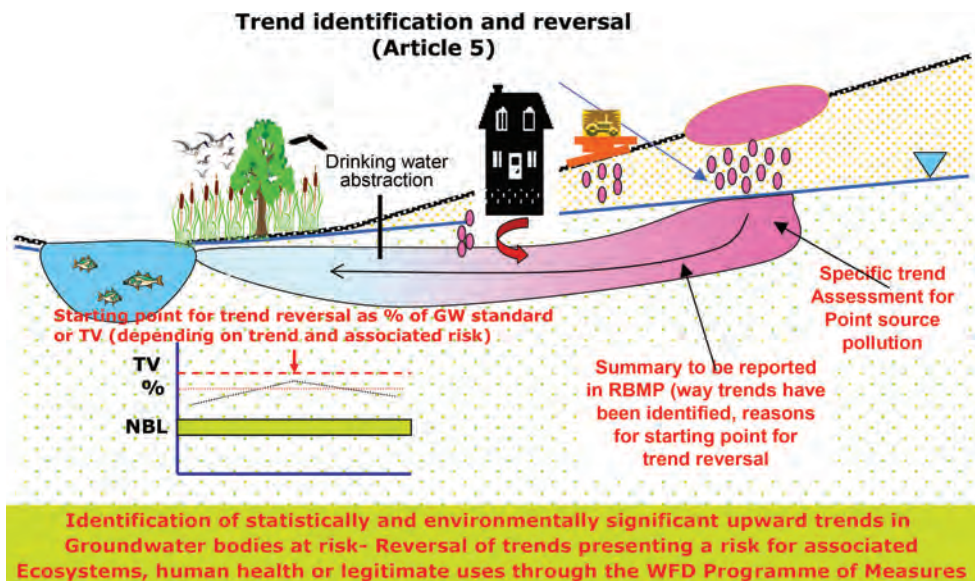 Trend identification and reversal
(Article 5)
Drinking water
abstraction
Specific trend
Assessment for
Point source
pollution
Starting point for trend reversal as % of GW standard
or TV (depending on trend and associated risk)
TV
%
NBL
Summary to be reported
in RBMP (way trends have
been identified, reasons
for starting point for
trend reversal
Identification of statistically and environmentally significant upward trends in
Groundwater bodies at risk- Reversal of trends presenting a risk for associated
Ecosystems, human health or legitimate uses through the WFD Programme of Measures